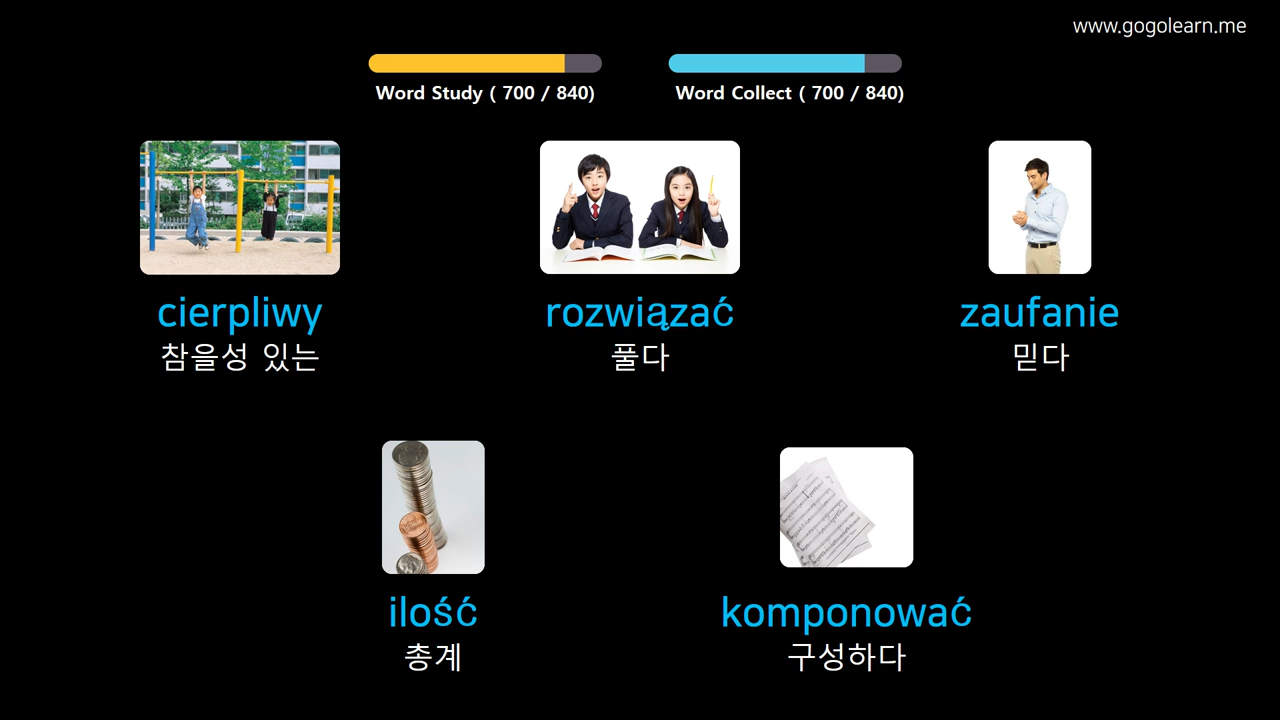 www.gogolearn.me
Word Study ( 700 / 840)
Word Collect ( 700 / 840)
cierpliwy
참을성 있는
rozwiązać
풀다
zaufanie
믿다
ilość
총계
komponować
구성하다